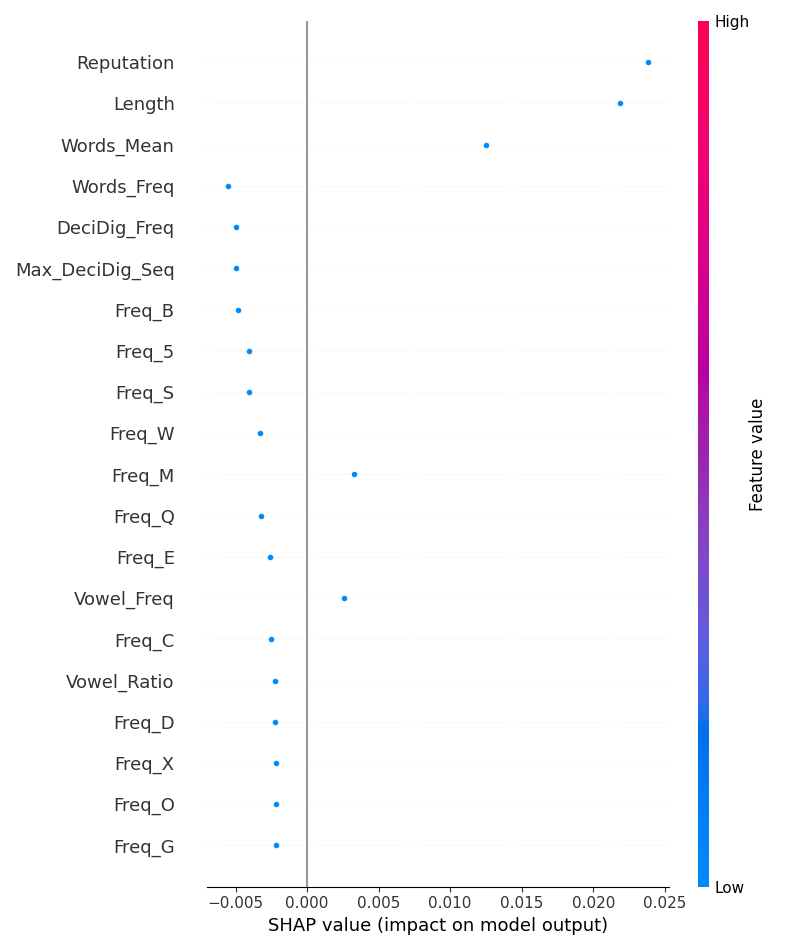 High
Reputation
Length
Words_Mean
Words_Freq
DeciDig_Freq
Max_DeciDig_Seq
Freq_B
Freq_5
Freq_S
Freq_W
Freq_M
Freq_Q
Freq_E
Vowel_Freq
Freq_C
Vowel_Ratio
Freq_D
Freq_X
Freq_O
Freq_G
Feature value
Low
−0.005 0.000 0.005 0.010 0.015 0.020 0.025
SHAP value (impact on model output)